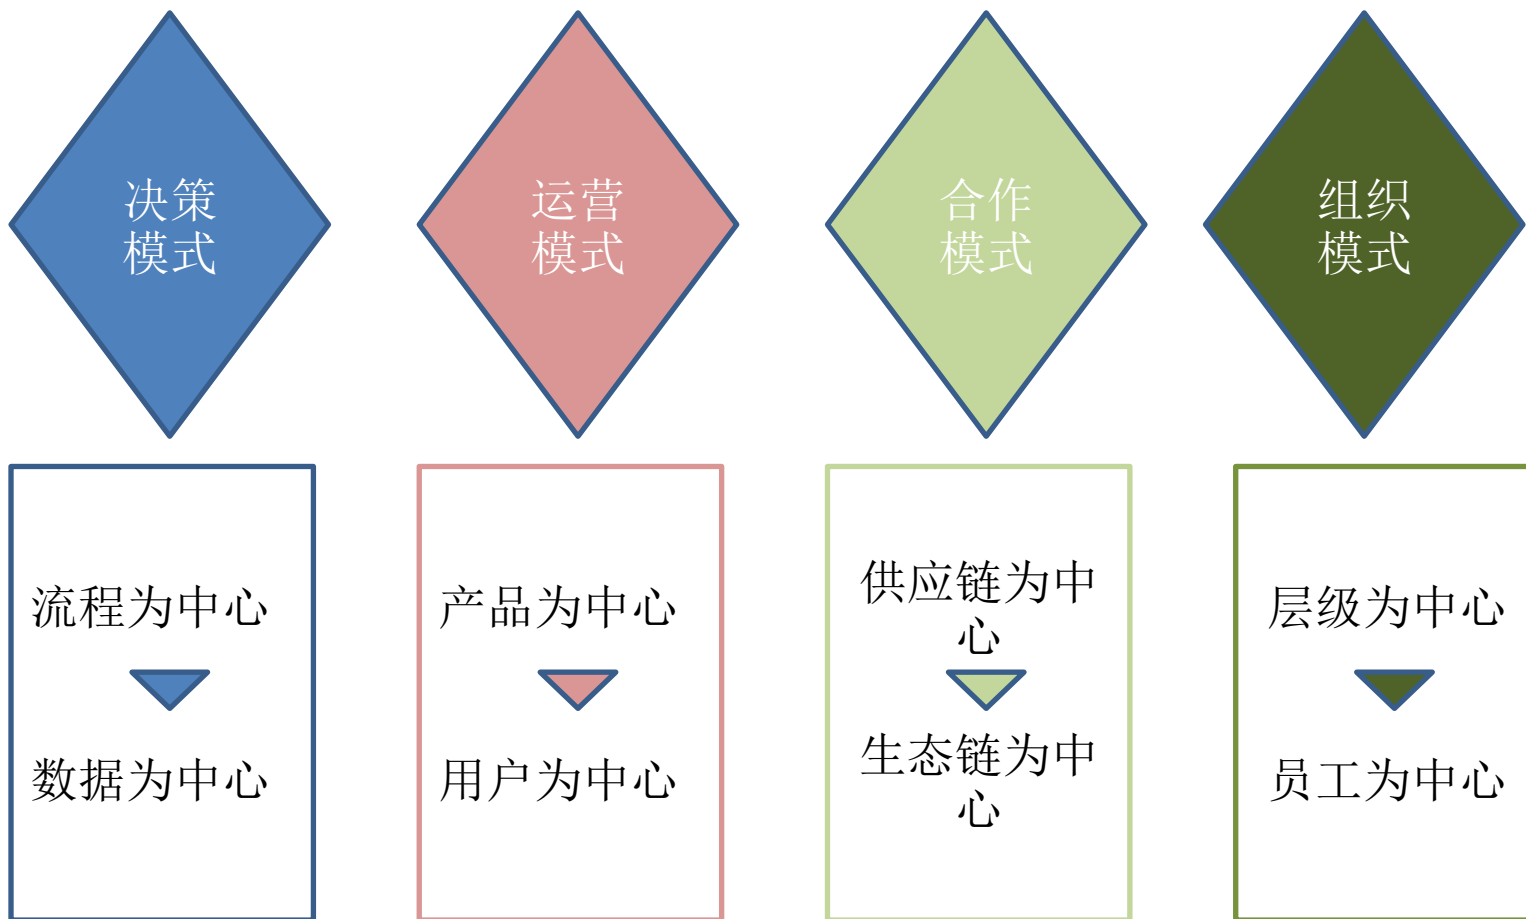 决策
模式
运营
模式
合作
模式
组织
模式
流程为中心
数据为中心
产品为中心
用户为中心
供应链为中
心
生态链为中
心
层级为中心
员工为中心